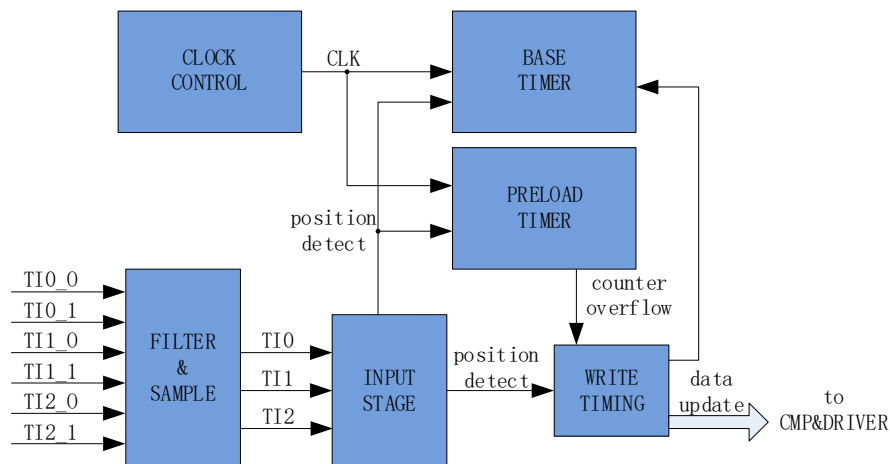 CLOCK
CONTROL
CLK
BASE
TIMER
PRELOAD
TIMER
position
detect
counter
overflow
TI0_0
TI0_1
TI1_0
TI1_1
TI2_0
TI2_1
FILTER
&
SAMPLE
TI0
TI1
TI2
INPUT
STAGE
position
detect
WRITE
TIMING
data
update
to
CMP&DRIVER